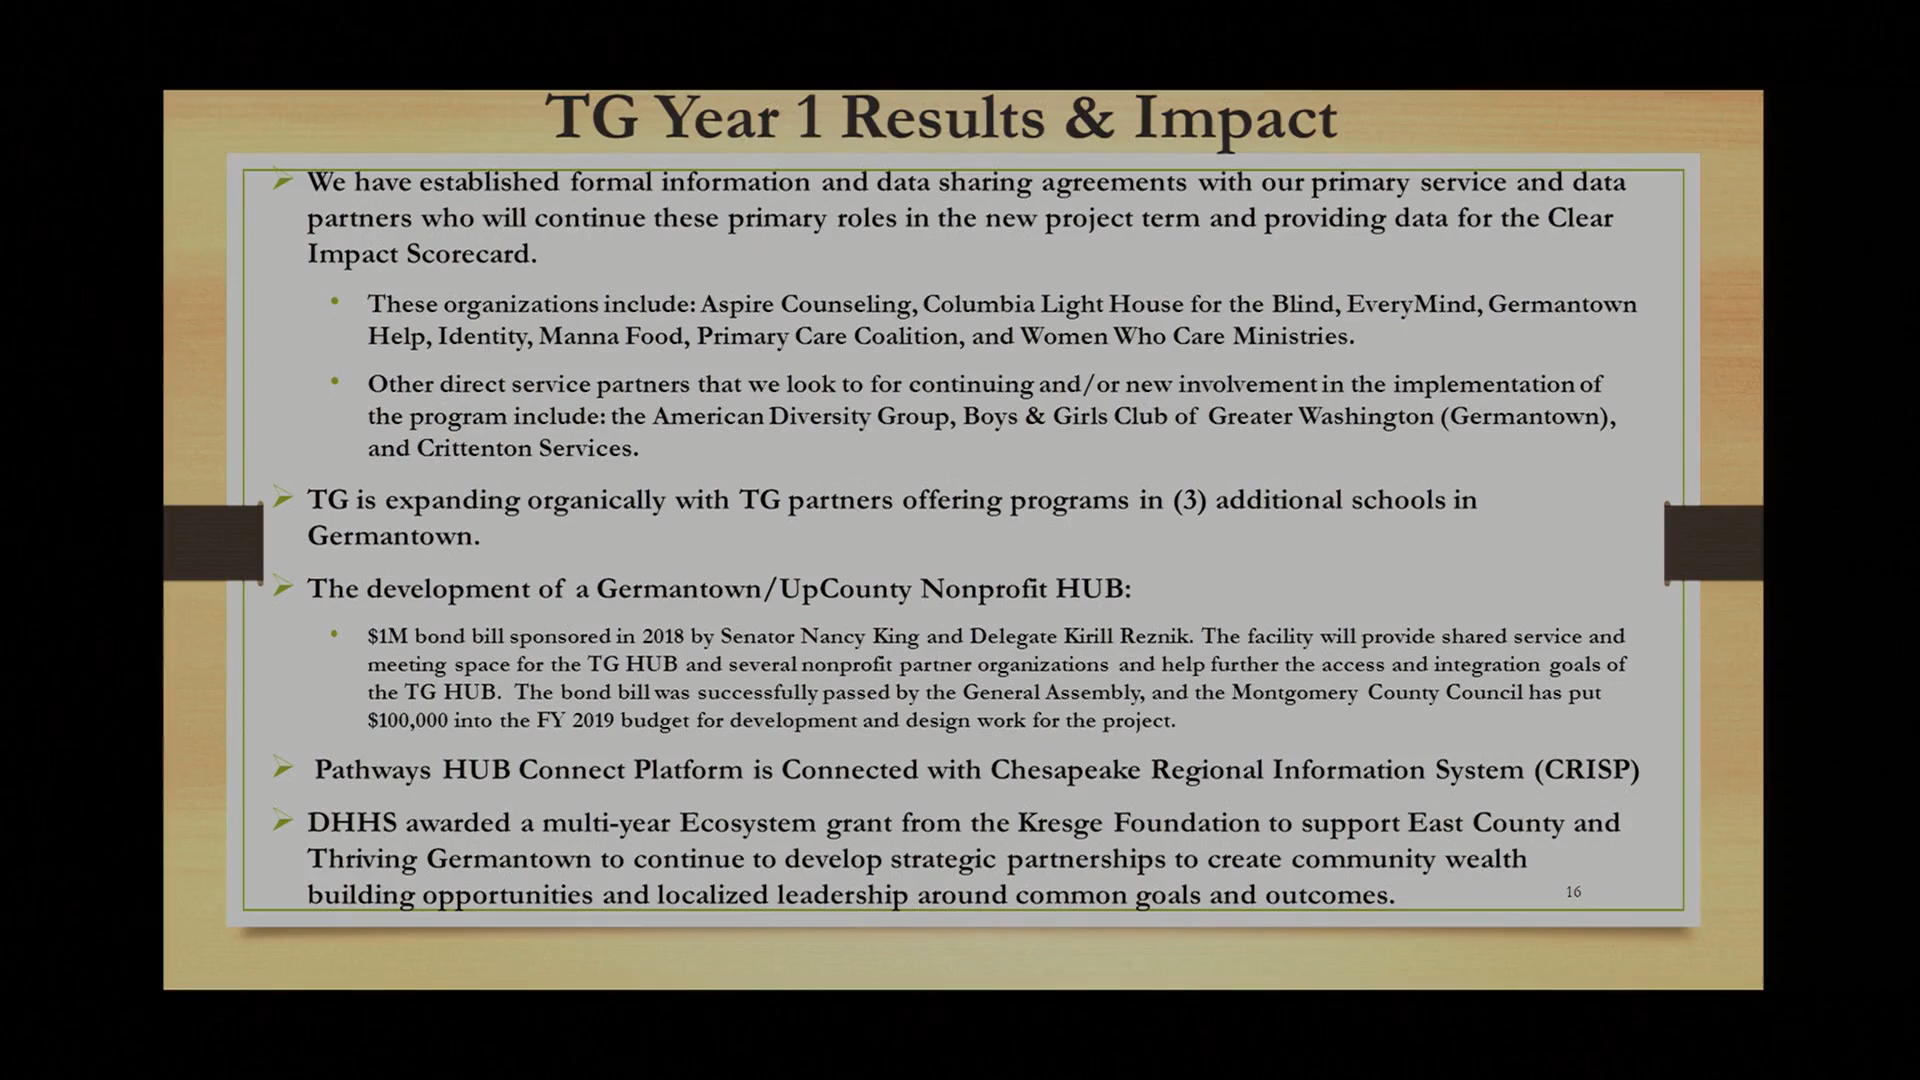 TG Year 1 Results & Impact
We have established formal information and data sharing agreements with our primary service and data
partners who will continue these primary roles in the new project term and providing data for the Clear
Impact Scorecard.
These organizations include: Aspire Counseling, Columbia Light House for the Blind, EveryMind, Germantown
Help, Identity, Manna Food, Primary Care Coalition, and Women Who Care Ministries.
Other direct service partners that we look to for continuing and/or new involvement in the implementation of
the program include: the American Diversity Group, Boys & Girls Club of Greater Washington (Germantown),
and Crittenton Services.
TG is expanding organically with TG partners offering programs in (3) additional schools in
Germantown.
The development of a Germantown/UpCounty Nonprofit HUB:
$1M bond bill sponsored in 2018 by Senator Nancy King and Delegate Kirill Reznik. The facility will provide shared service and
meeting space for the TG HUB and several nonprofit partner organizations and help further the access and integration goals of
the TG HUB. The bond bill was successfully passed by the General Assembly, and the Montgomery County Council has put
$100,000 into the FY 2019 budget for development and design work for the project.
Pathways HUB Connect Platform is Connected with Chesapeake Regional Information System (CRISP)
DHHS awarded a multi-year Ecosystem grant from the Kresge Foundation to support East County and
Thriving Germantown to continue to develop strategic partnerships to create community wealth
building opportunities and localized leadership around common goals and outcomes.
16